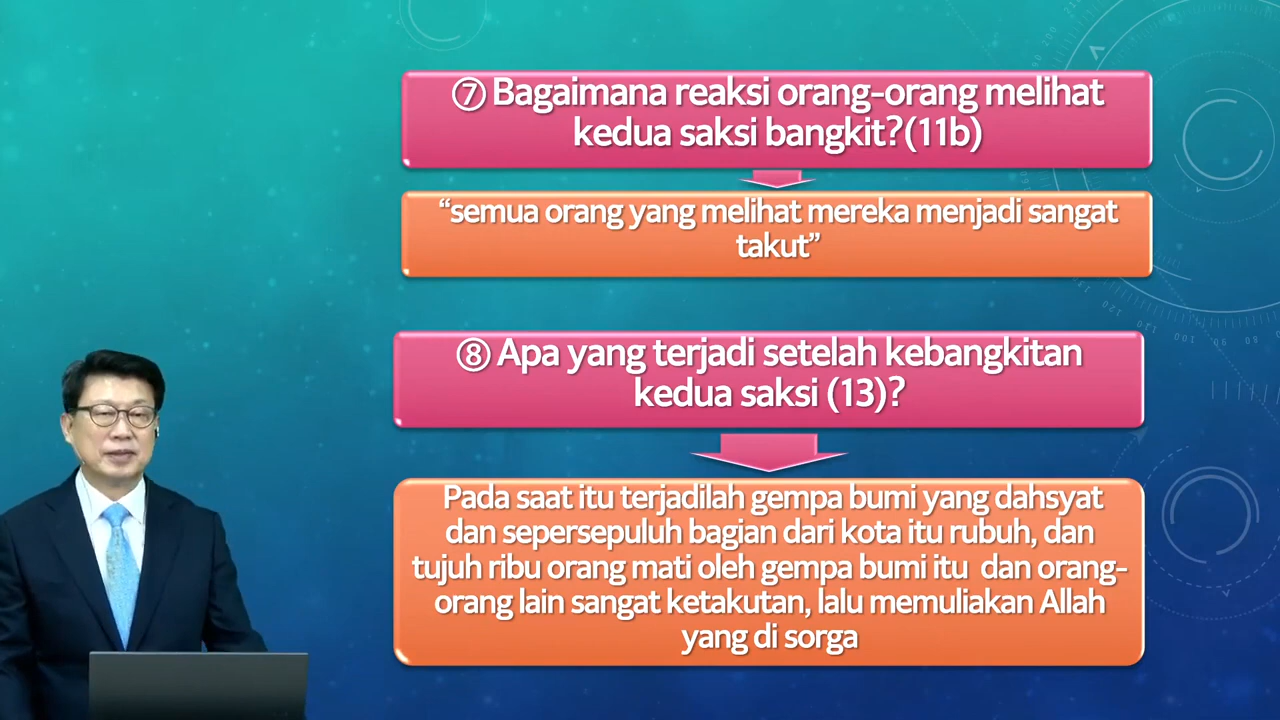 ⑦ Bagaimana reaksi orang-orang melihat
kedua saksi bangkit?(11b)
“semua orang yang melihat mereka menjadi sangat
takut”
⑧ Apa yang terjadi setelah kebangkitan
kedua saksi (13)?
Pada saat itu terjadilah gempa bumi yang dahsyat
dan sepersepuluh bagian dari kota itu rubuh, dan
tujuh ribu orang mati oleh gempa bumi itu  dan orang-
orang lain sangat ketakutan, lalu memuliakan Allah
yang di sorga